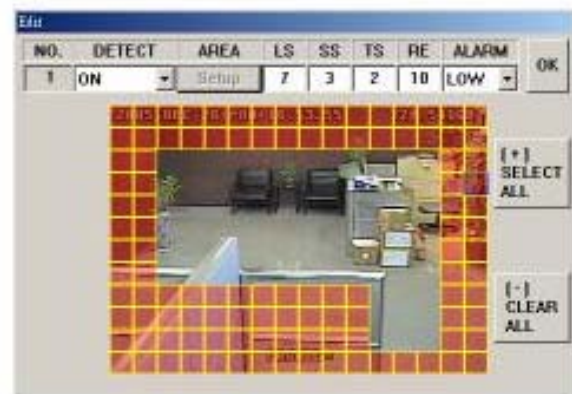 Edit
NO. DETECT AREA LS SS TS RE ALARM OK
1 ON Setup 7 3 2 10 LOW
[+]
SELECT
ALL
[-]
CLEAR
ALL